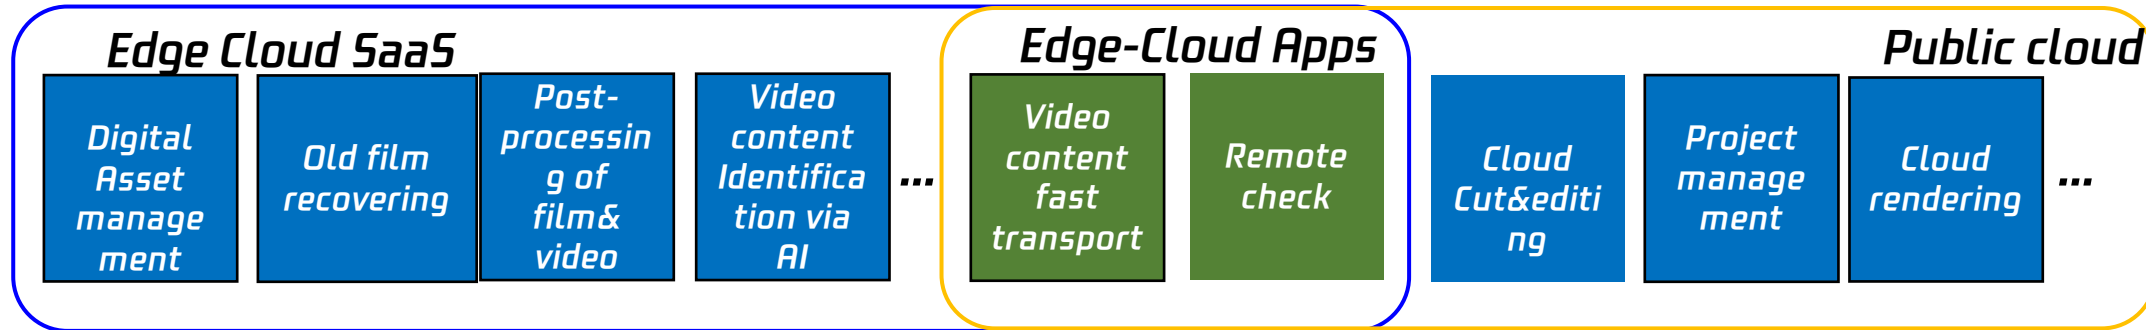 Edge Cloud SaaS
Edge-Cloud Apps
Public cloud
Digital
Asset
manage
ment
Old film
recovering
Post-
processin
g of
film&
video
Video
content
Identifica
tion via
AI
...
Video
content
fast
transport
Remote
check
Cloud
Cut&editi
ng
Project
manage
ment
Cloud
rendering
...